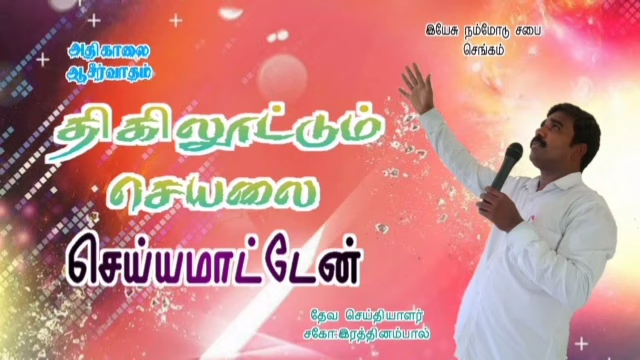 இயேசு நம்மோடு சபை
செங்கம்
அதிகாலை
ஆசீர்வாதம்
திகிலூட்டும்
செயலை
செய்யமாட்டேன்
தேவ செய்தியாளர்
சகோ.இரத்தினம்பால்